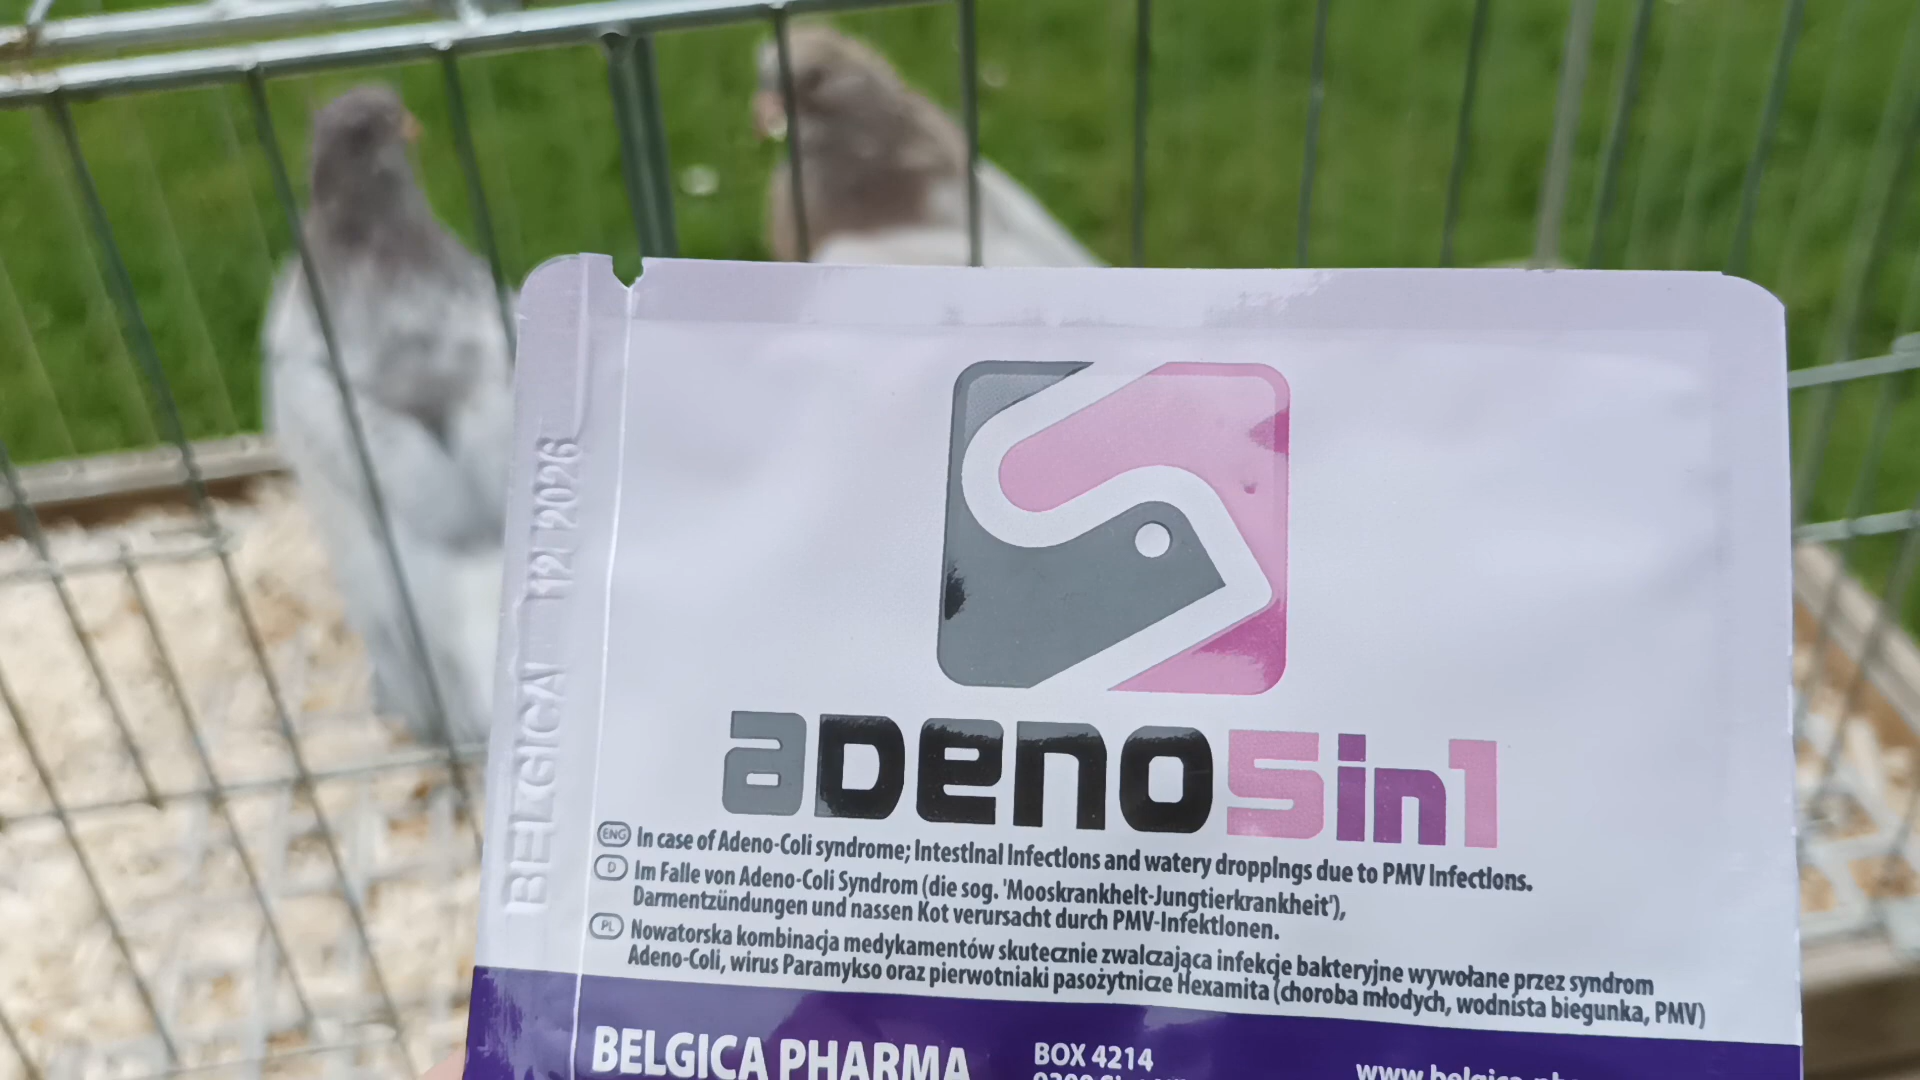 BELGICA 12/2026
aDeno5in1
ENG In case of Adeno-Coli syndrome; Intestinal Infections and watery droppings due to PMV Infections.
D Im Falle von Adeno-Coli Syndrom (die sog. 'Mooskrankheit-Jungtierkrankheit'),
Darmentzündungen und nassen Kot verursacht durch PMV-Infektionen.
PL Nowatorska kombinacja medykamentów skutecznie zwalczająca infekcje bakteryjne wywołane przez syndrom
Adeno-Coli, wirus Paramykso oraz pierwotniaki pasożytnicze Hexamita (choroba młodych, wodnista biegunka, PMV)
BELGICA PHARMA
BOX 4214